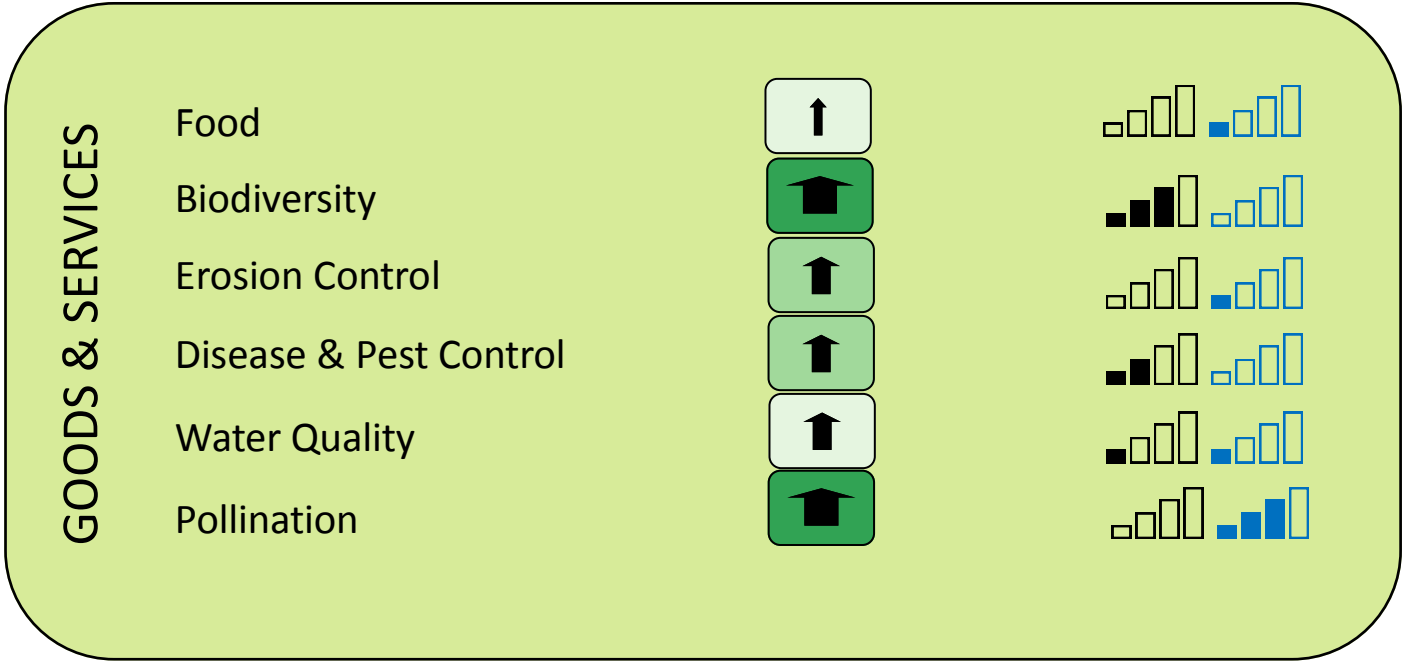 GOODS & SERVICES
Food
Biodiversity
Erosion Control
Disease & Pest Control
Water Quality
Pollination